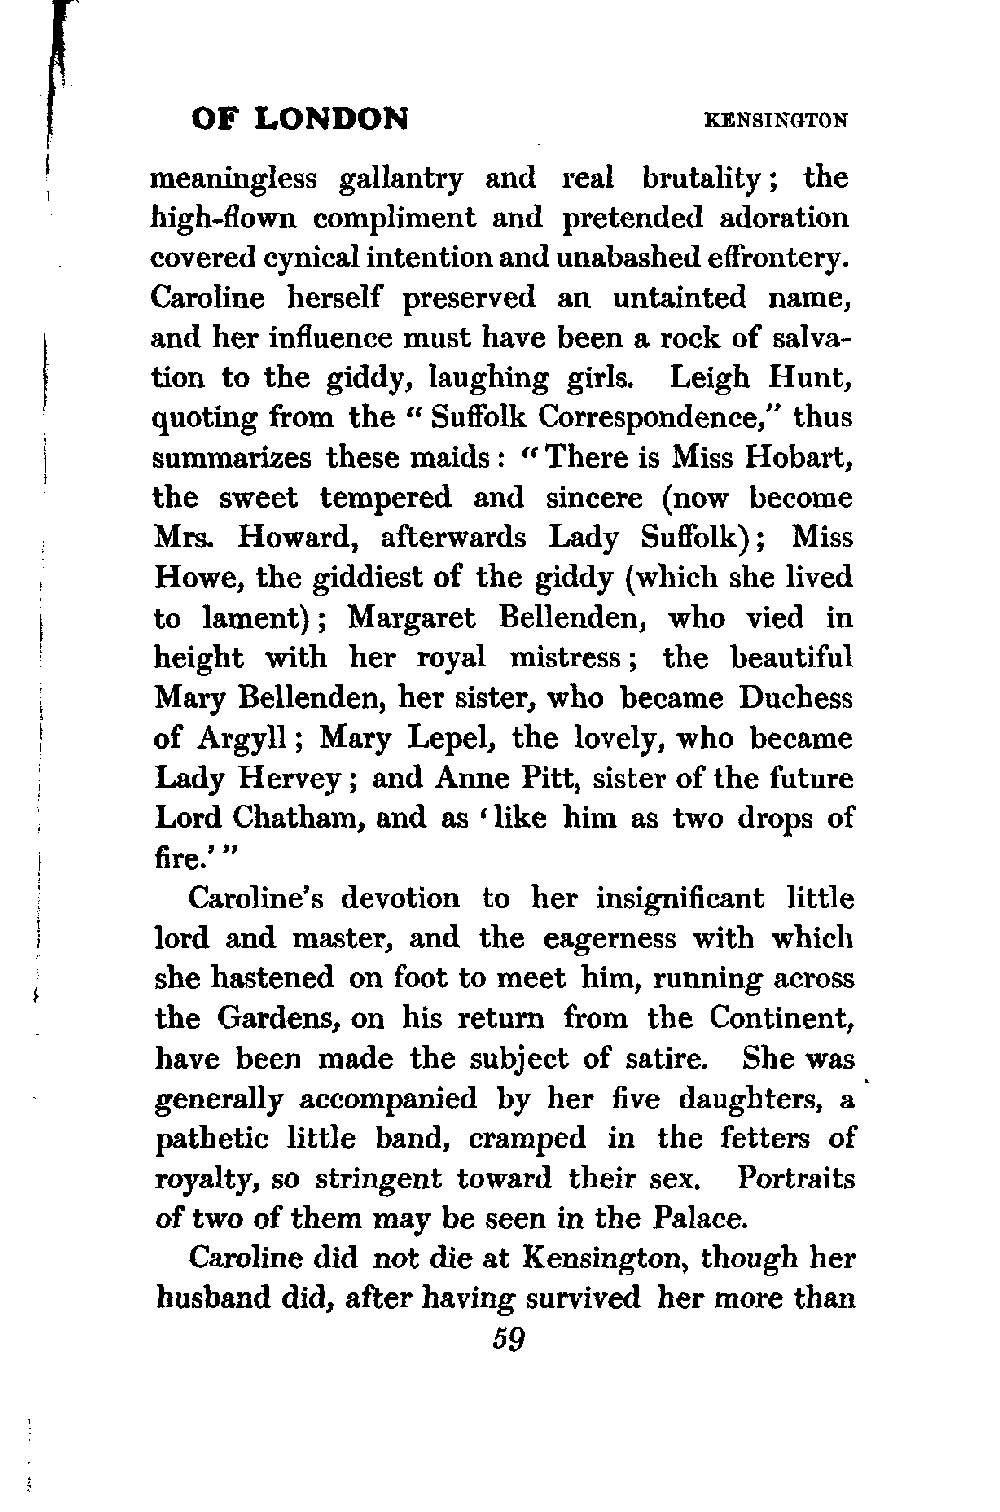 OF LONDON KENSINGTON
meaningless gallantry and real brutality; the
high-flown compliment and pretended adoration
covered cynical intention and unabashed effrontery.
Caroline herself preserved an untainted name,
and her influence must have been a rock of salva-
tion to the giddy, laughing girls. Leigh Hunt,
quoting from the “ Suffolk Correspondence,” thus
summarizes these maids : “ There is Miss Hobart,
the sweet tempered and sincere (now become
Mrs. Howard, afterwards Lady Suffolk) ; Miss
Howe, the giddiest of the giddy (which she lived
to lament) ; Margaret Bellenden, who vied in
height with her royal mistress ; the beautiful
Mary Bellenden, her sister, who became Duchess
of Argyll ; Mary Lepel, the lovely, who became
Lady Hervey ; and Anne Pitt, sister of the future
Lord Chatham, and as ‘ like him as two drops of
fire.’ ”
Caroline’s devotion to her insignificant little
lord and master, and the eagerness with which
she hastened on foot to meet him, running across
the Gardens, on his return from the Continent,
have been made the subject of satire. She was
generally accompanied by her five daughters, a
pathetic little band, cramped in the fetters of
royalty, so stringent toward their sex. Portraits
of two of them may be seen in the Palace.
Caroline did not die at Kensington, though her
husband did, after having survived her more than
59